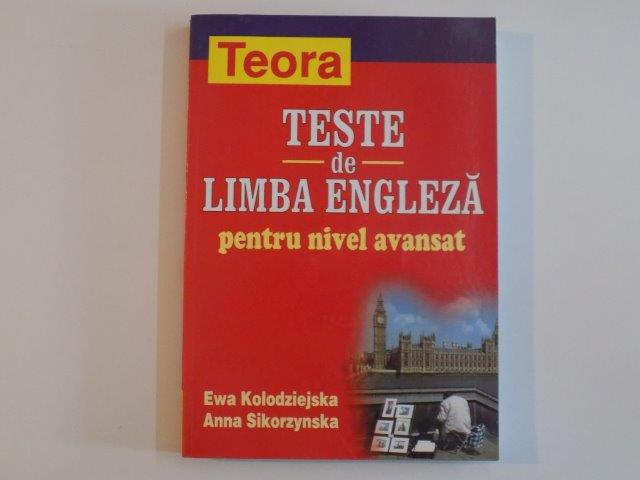 Teora
TESTE
de
LIMBA ENGLEZĂ
pentru nivel avansat
Ewa Kolodziejska
Anna Sikorzynska